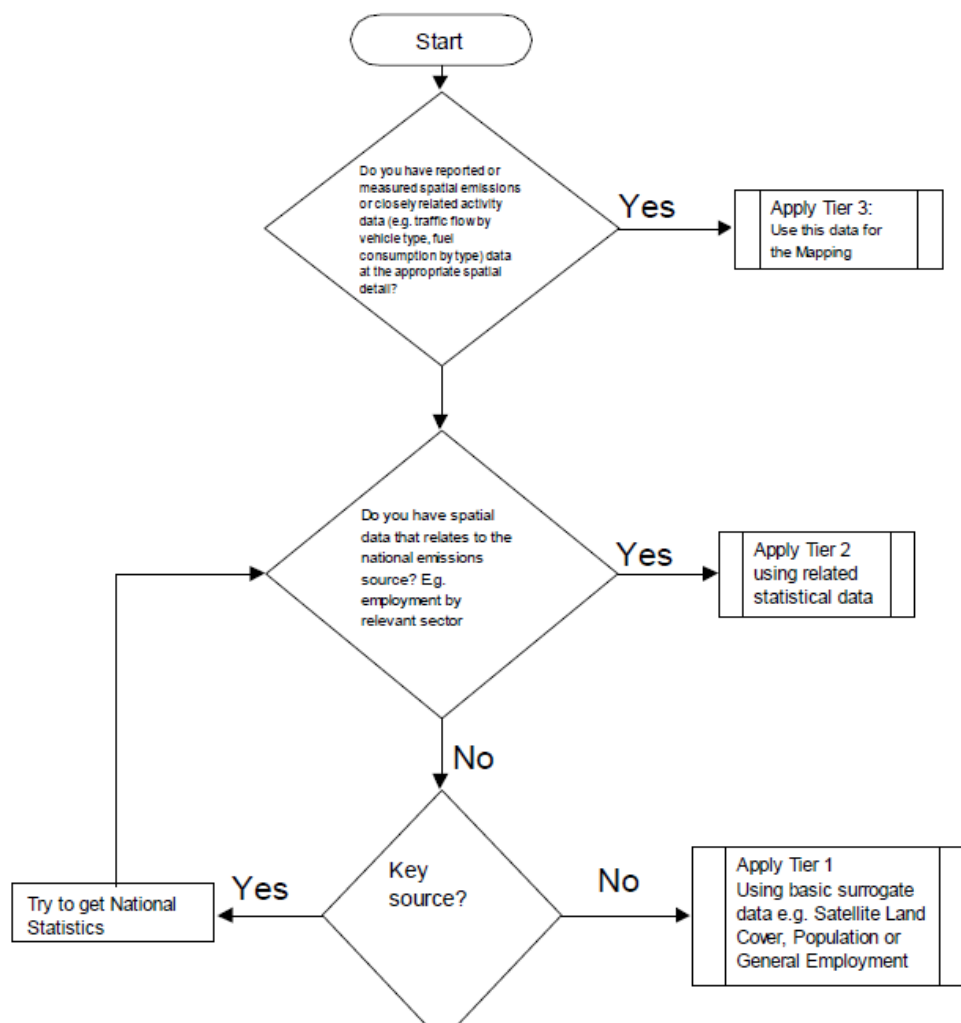 Start
Do you have reported or
measured spatial emissions
or closely related activity
data (e.g. traffic flow by
vehicle type, fuel
consumption by type) data
at the appropriate spatial
detail?
Yes
Apply Tier 3:
Use this data for
the Mapping
Do you have spatial
data that relates to the
national emissions
source? E.g.
employment by
relevant sector
Yes
Apply Tier 2
using related
statistical data
No
Key
source?
Yes
Try to get National
Statistics
No
Apply Tier 1
Using basic surrogate
data e.g. Satellite Land
Cover, Population or
General Employment